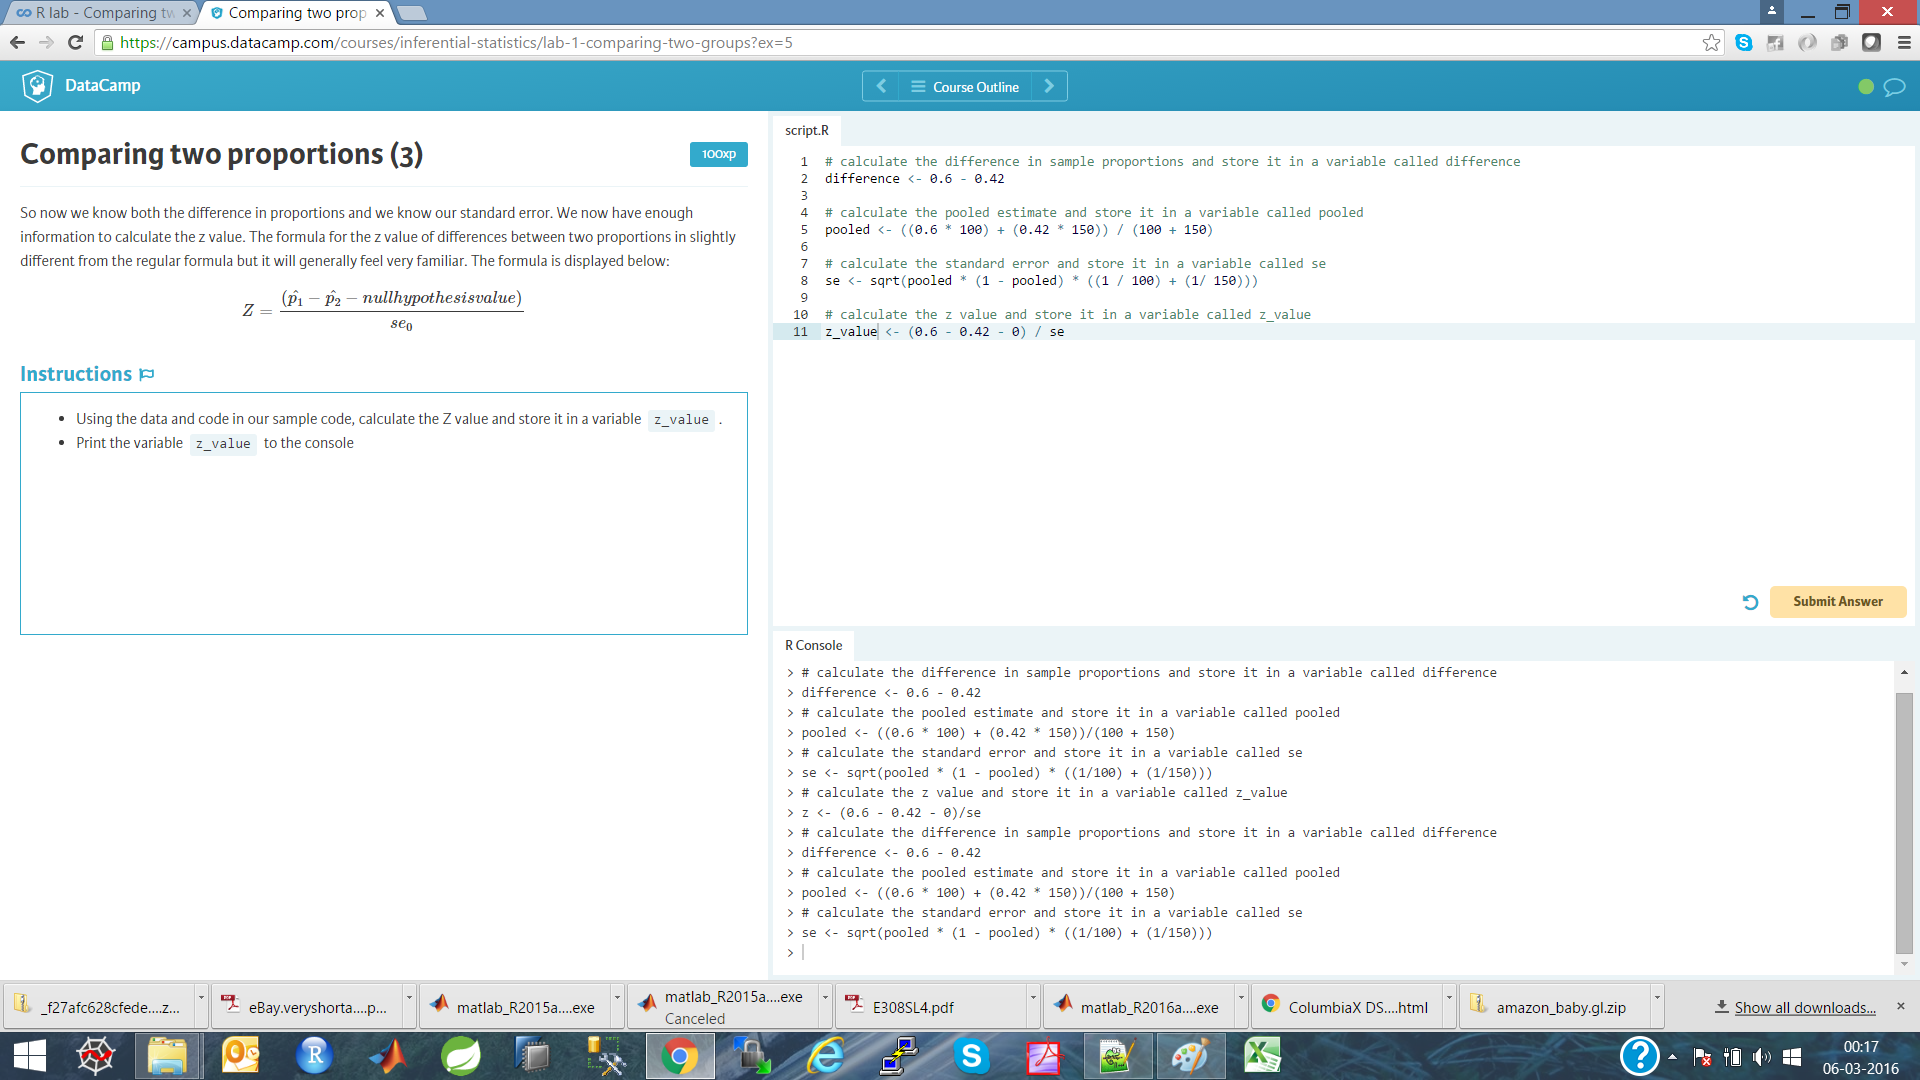 R lab - Comparing tw
Comparing two prop
https://campus.datacamp.com/courses/inferential-statistics/lab-1-comparing-two-groups?ex=5
DataCamp
Course Outline
Comparing two proportions (3)
100xp
So now we know both the difference in proportions and we know our standard error. We now have enough
information to calculate the z value. The formula for the z value of differences between two proportions in slightly
different from the regular formula but it will generally feel very familiar. The formula is displayed below:
Z = (p̂₁ − p̂₂ − nullhypothesisvalue) / se₀
Instructions
• Using the data and code in our sample code, calculate the Z value and store it in a variable z_value .
• Print the variable z_value to the console
script.R
1 # calculate the difference in sample proportions and store it in a variable called difference
2 difference <- 0.6 - 0.42
3
4 # calculate the pooled estimate and store it in a variable called pooled
5 pooled <- ((0.6 * 100) + (0.42 * 150)) / (100 + 150)
6
7 # calculate the standard error and store it in a variable called se
8 se <- sqrt(pooled * (1 - pooled) * ((1 / 100) + (1/ 150)))
9
10 # calculate the z value and store it in a variable called z_value
11 z_value <- (0.6 - 0.42 - 0) / se
Submit Answer
R Console
> # calculate the difference in sample proportions and store it in a variable called difference
> difference <- 0.6 - 0.42
> # calculate the pooled estimate and store it in a variable called pooled
> pooled <- ((0.6 * 100) + (0.42 * 150))/(100 + 150)
> # calculate the standard error and store it in a variable called se
> se <- sqrt(pooled * (1 - pooled) * ((1/100) + (1/150)))
> # calculate the z value and store it in a variable called z_value
> z <- (0.6 - 0.42 - 0)/se
> # calculate the difference in sample proportions and store it in a variable called difference
> difference <- 0.6 - 0.42
> # calculate the pooled estimate and store it in a variable called pooled
> pooled <- ((0.6 * 100) + (0.42 * 150))/(100 + 150)
> # calculate the standard error and store it in a variable called se
> se <- sqrt(pooled * (1 - pooled) * ((1/100) + (1/150)))
>
_f27afc628cfede....z...
eBay.veryshorta....p...
matlab_R2015a....exe
matlab_R2015a....exe
Canceled
E308SL4.pdf
matlab_R2016a....exe
ColumbiaX DS....html
amazon_baby.gl.zip
Show all downloads...
00:17
06-03-2016